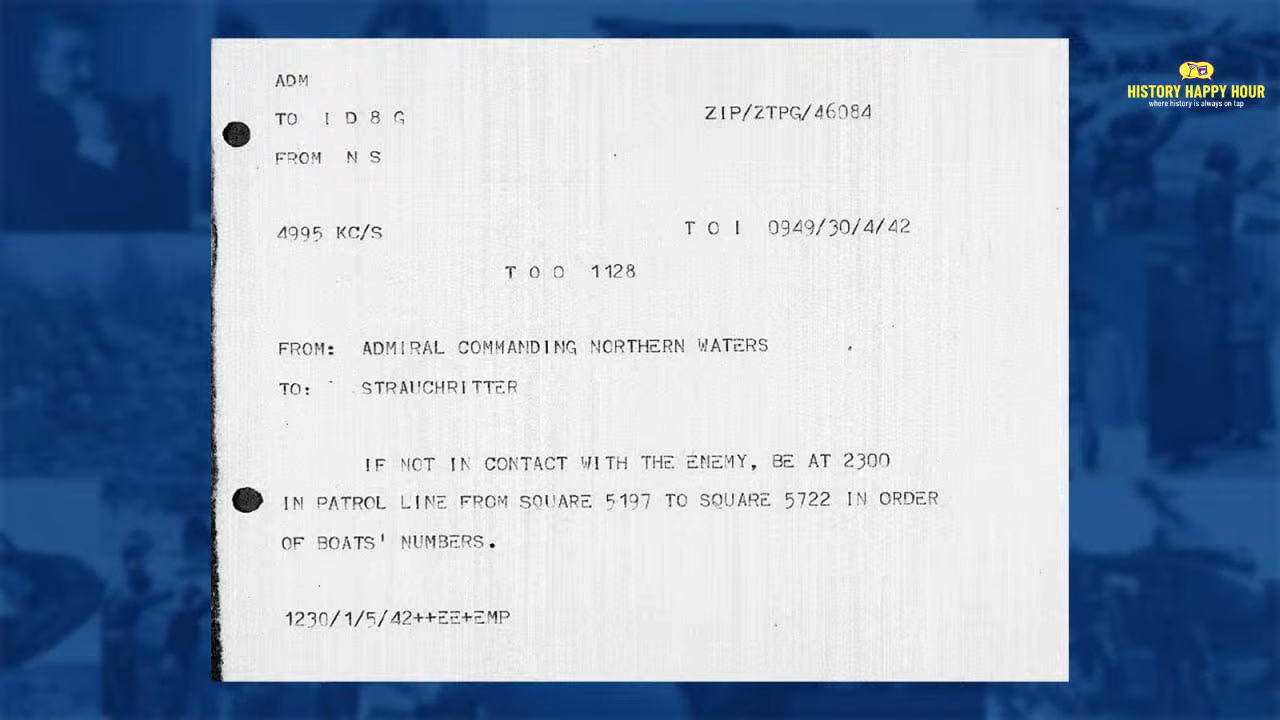 HISTORY HAPPY HOUR
where history is always on tap
ADM
TO I D 8 G
ZIP/ZTPG/46084
FROM N S
4995 KC/S
T O I 0949/30/4/42
T O O 1128
FROM: ADMIRAL COMMANDING NORTHERN WATERS
TO: STRAUCHRITTER
IF NOT IN CONTACT WITH THE ENEMY, BE AT 2300
IN PATROL LINE FROM SQUARE 5197 TO SQUARE 5722 IN ORDER
OF BOATS' NUMBERS.
1230/1/5/42++EE+EMP